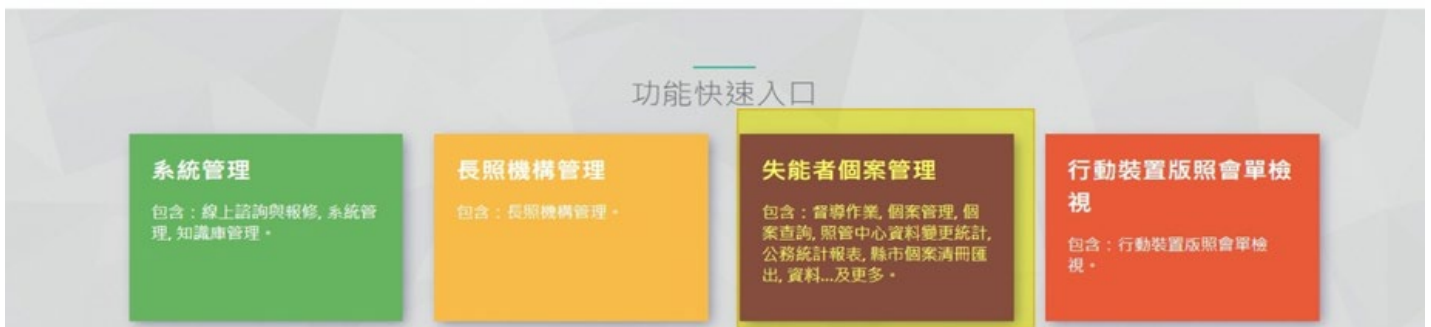 功能快速入口
系統管理
包含：線上諮詢與報修, 系統管
理, 知識庫管理。
長照機構管理
包含：長照機構管理。
失能者個案管理
包含：督導作業, 個案管理, 個
案查詢, 照管中心資料變更統計,
公務統計報表, 縣市個案清冊匯
出, 資料...及更多。
行動裝置版照會單檢
視
包含：行動裝置版照會單檢
視。